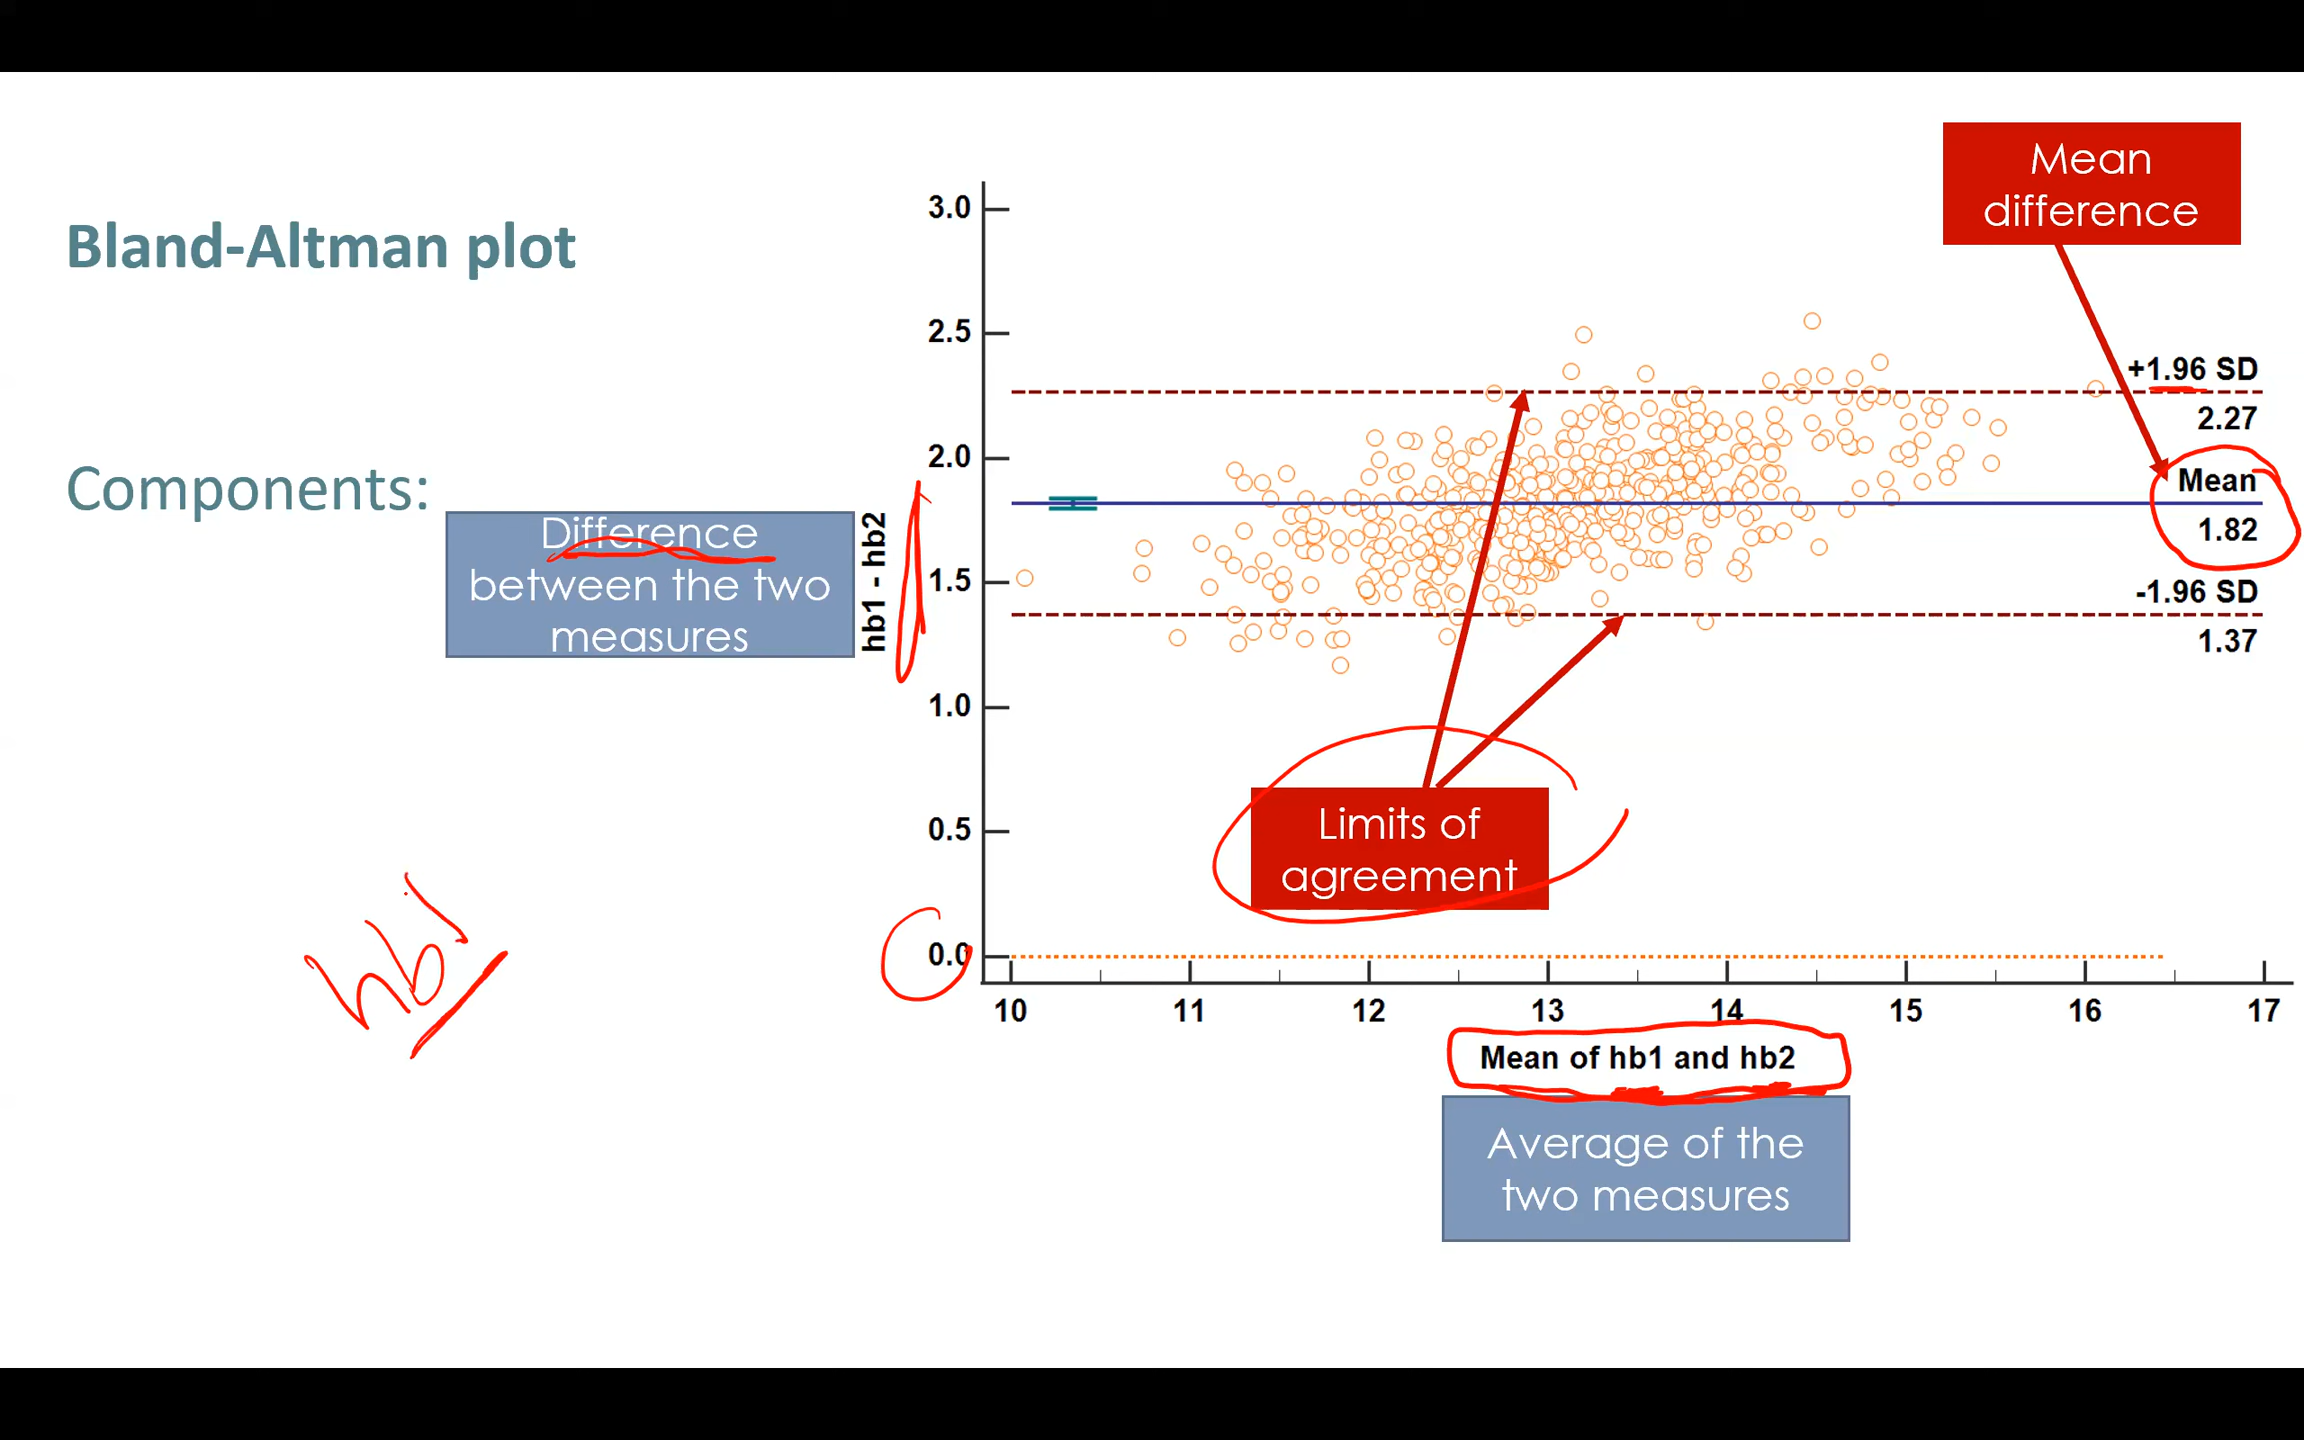 Bland-Altman plot
Components:
Difference
between the two
measures
hb1 - hb2
3.0
2.5
2.0
1.5
1.0
0.5
0.0
Mean
difference
+1.96 SD
2.27
Mean
1.82
-1.96 SD
1.37
Limits of
agreement
hb1
10 11 12 13 14 15 16 17
Mean of hb1 and hb2
Average of the
two measures